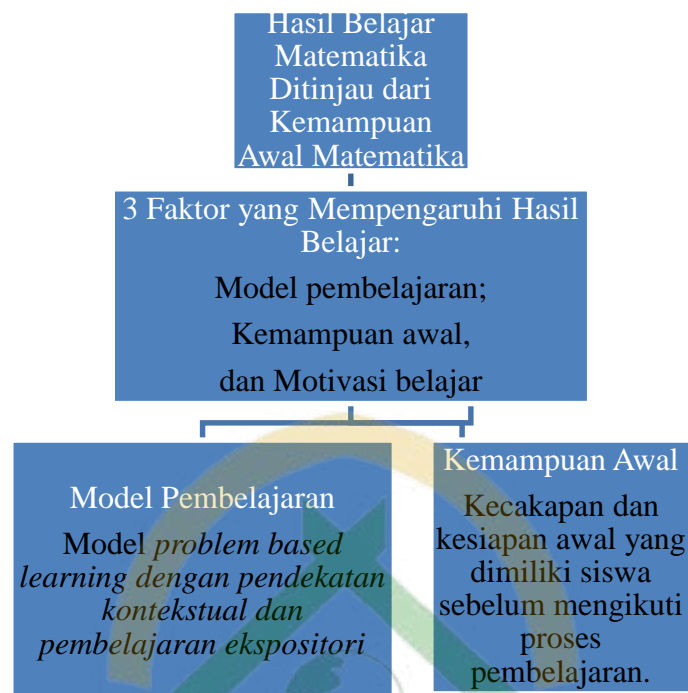 Hasil Belajar
Matematika
Ditinjau dari
Kemampuan
Awal Matematika
3 Faktor yang Mempengaruhi Hasil
Belajar:
Model pembelajaran;
Kemampuan awal,
dan Motivasi belajar
Model Pembelajaran
Model problem based
learning dengan pendekatan
kontekstual dan
pembelajaran ekspositori
Kemampuan Awal
Kecakapan dan
kesiapan awal yang
dimiliki siswa
sebelum mengikuti
proses
pembelajaran.